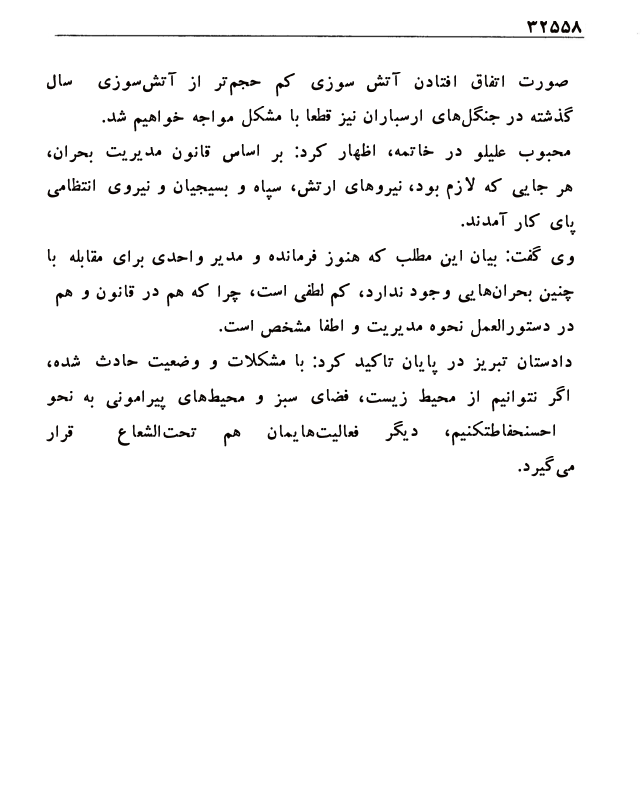 ۳۲۵۵۸
صورت اتفاق افتادن آتش سوزی کم حجم‌تر از آتش‌سوزی سال
گذشته در جنگل‌های ارسباران نیز قطعا با مشکل مواجه خواهیم شد.
محبوب علیلو در خاتمه، اظهار کرد: بر اساس قانون مدیریت بحران،
هر جایی که لازم بود، نیروهای ارتش، سپاه و بسیجیان و نیروی انتظامی
پای کار آمدند.
وی گفت: بیان این مطلب که هنوز فرمانده و مدیر واحدی برای مقابله با
چنین بحران‌هایی وجود ندارد، کم لطفی است، چرا که هم در قانون و هم
در دستورالعمل نحوه مدیریت و اطفا مشخص است.
دادستان تبریز در پایان تاکید کرد: با مشکلات و وضعیت حادث شده،
اگر نتوانیم از محیط زیست، فضای سبز و محیط‌های پیرامونی به نحو
احسنحفاطتکنیم، دیگر فعالیت‌هایمان هم تحت‌الشعاع قرار
می‌گیرد.